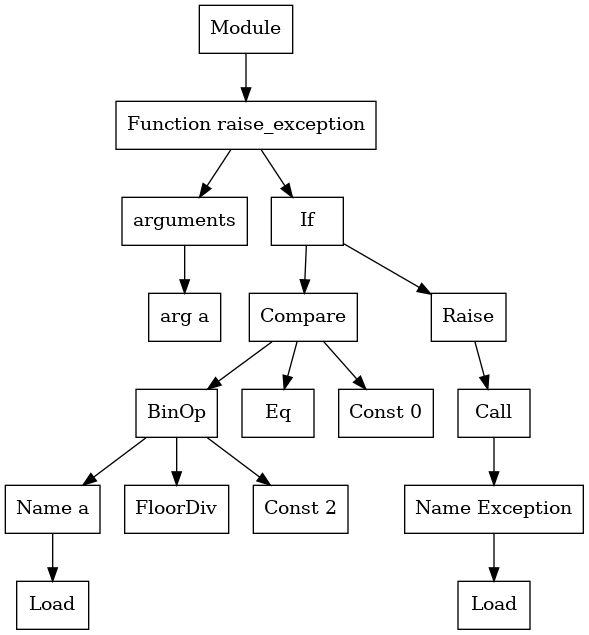 Module
Function raise_exception
arguments
If
arg a
Compare
Raise
BinOp
Eq
Const 0
Call
Name a
FloorDiv
Const 2
Name Exception
Load
Load